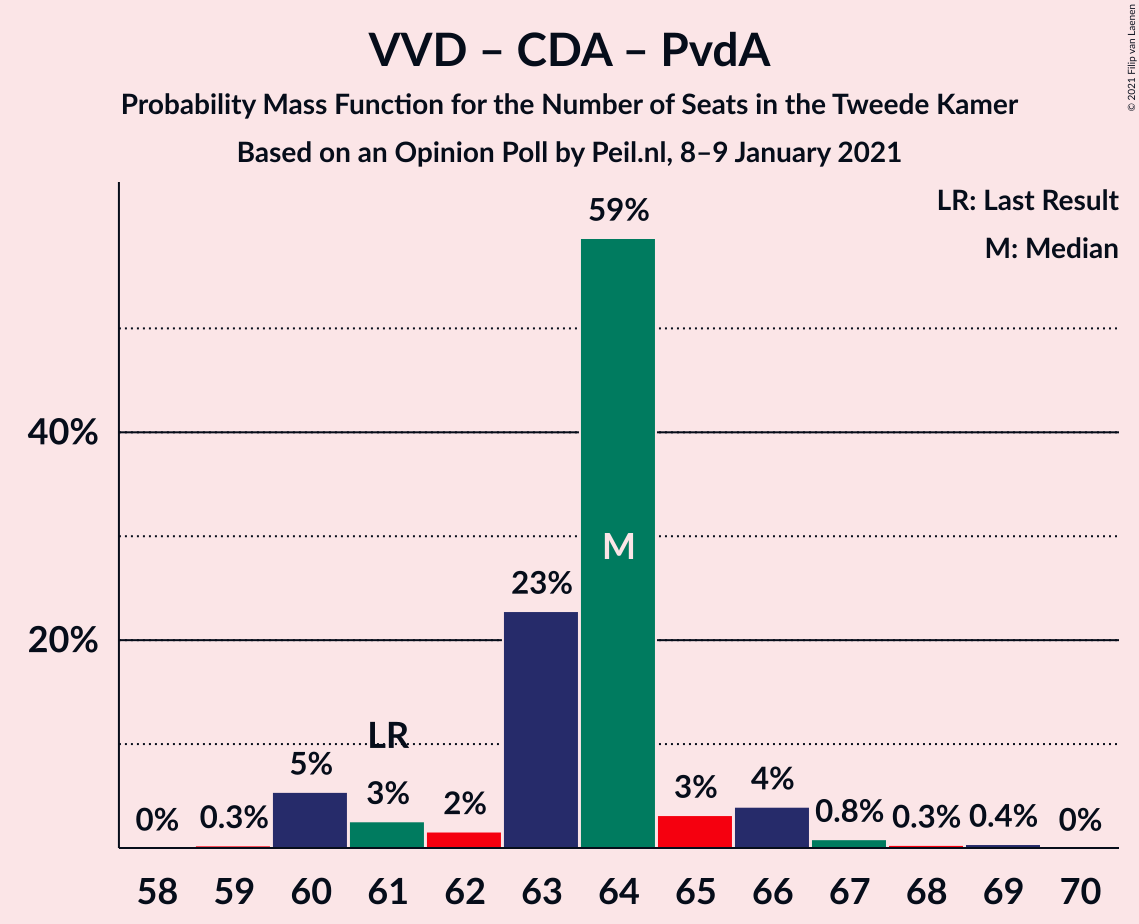 VVD – CDA – PvdA
Probability Mass Function for the Number of Seats in the Tweede Kamer
Based on an Opinion Poll by Peil.nl, 8–9 January 2021
© 2021 Filip van Laenen
LR: Last Result
M: Median
59%
40%
M
23%
20%
LR
5%
3%
2%
3%
4%
0%
0.3%
0.8%
0.3%
0.4%
0%
58 59 60 61 62 63 64 65 66 67 68 69 70